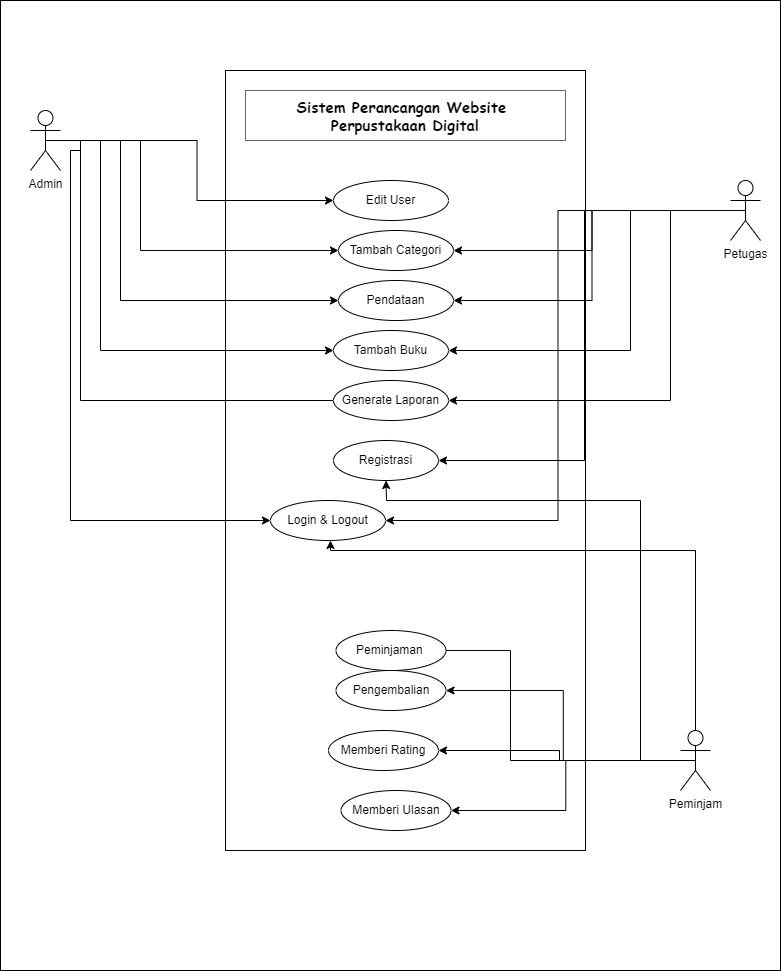 Sistem Perancangan Website
Perpustakaan Digital
Admin
Edit User
Petugas
Tambah Categori
Pendataan
Tambah Buku
Generate Laporan
Registrasi
Login & Logout
Peminjaman
Pengembalian
Memberi Rating
Peminjam
Memberi Ulasan